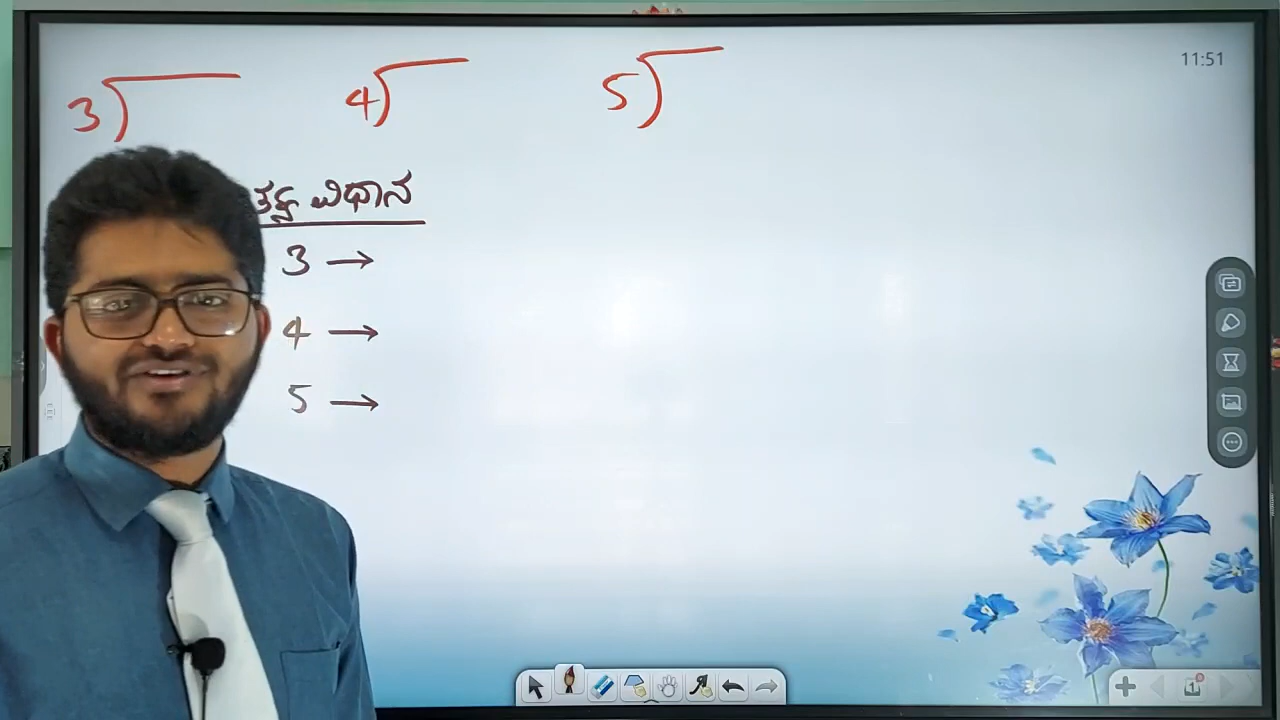 3) 4) 5)
11:51
ವಿಧಾನ
3 →
4 →
5 →